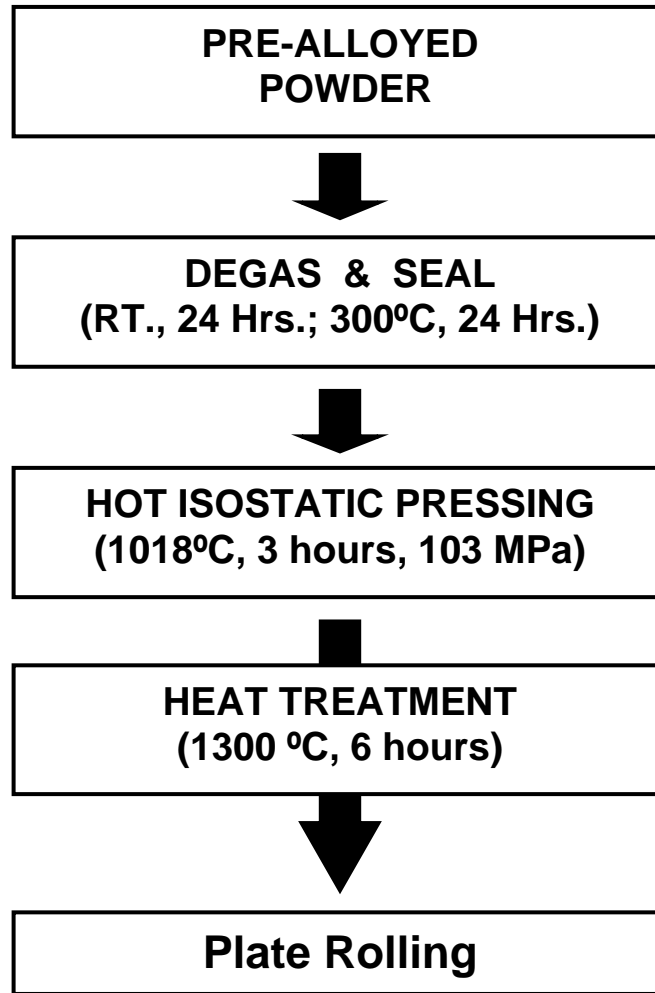 PRE-ALLOYED
POWDER
DEGAS & SEAL
(RT., 24 Hrs.; 300ºC, 24 Hrs.)
HOT ISOSTATIC PRESSING
(1018ºC, 3 hours, 103 MPa)
HEAT TREATMENT
(1300 ºC, 6 hours)
Plate Rolling